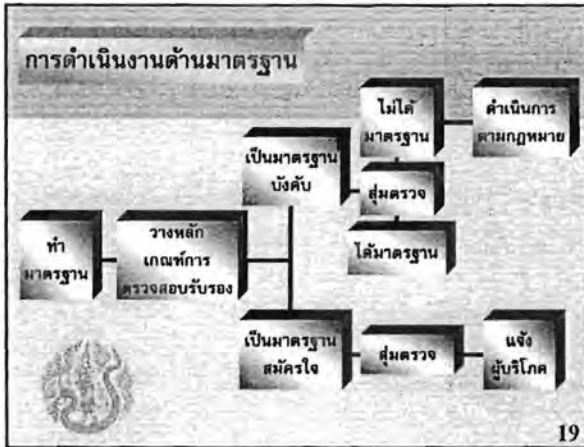 การดำเนินงานด้านมาตรฐาน
ไม่ได้
มาตรฐาน
ดำเนินการ
ตามกฎหมาย
เป็นมาตรฐาน
บังคับ
สุ่มตรวจ
ได้มาตรฐาน
ทำ
มาตรฐาน
วางหลัก
เกณฑ์การ
ตรวจสอบรับรอง
เป็นมาตรฐาน
สมัครใจ
สุ่มตรวจ
แจ้ง
ผู้บริโภค
19